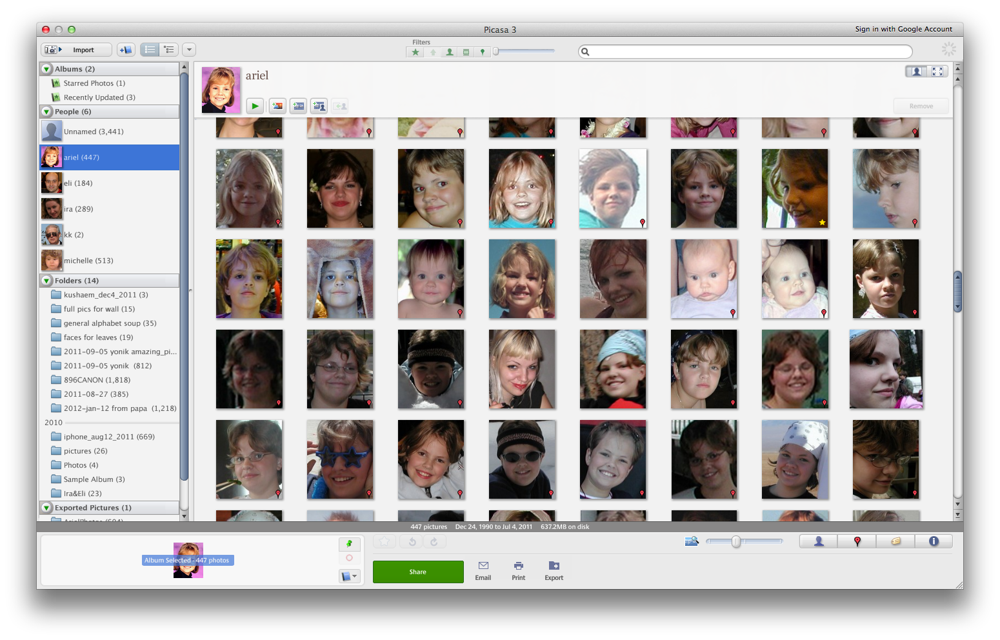 Picasa 3
Sign in with Google Account
Import
Filters
Albums (2)
Starred Photos (1)
Recently Updated (3)
People (6)
Unnamed (3,441)
ariel (447)
eli (184)
ira (289)
kk (2)
michelle (513)
Folders (14)
kushaem_dec4_2011 (3)
full pics for wall (15)
general alphabet soup (35)
faces for leaves (19)
2011-09-05 yonik amazing_pi...
2011-09-05 yonik (812)
896CANON (1,818)
2011-08-27 (385)
2012-jan-12 from papa (1,218)
2010
iphone_aug12_2011 (669)
pictures (26)
Photos (4)
Sample Album (3)
Ira&Eli (23)
Exported Pictures (1)
ariel
Remove
447 pictures Dec 24, 1990 to Jul 4, 2011 637.2MB on disk
Album Selected - 447 photos
Share
Email
Print
Export